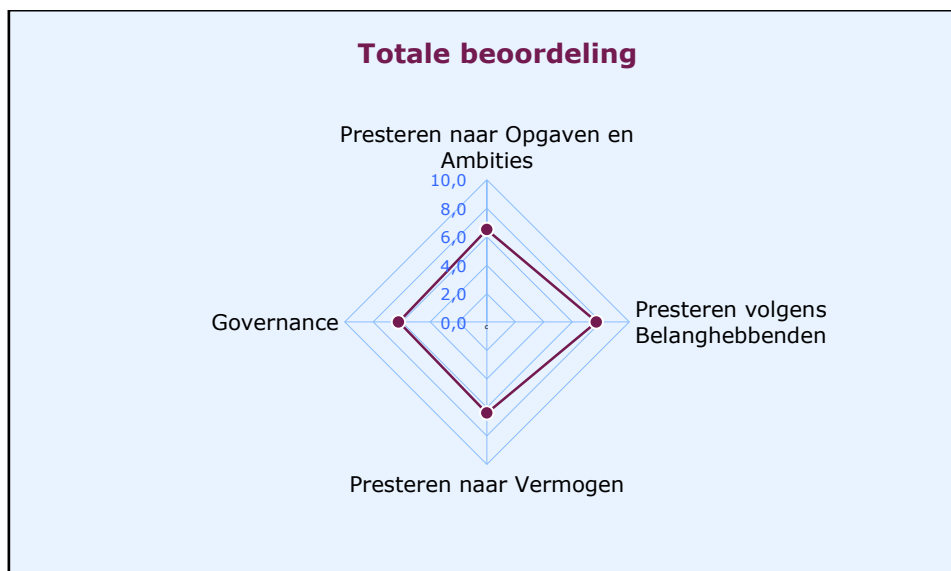 Totale beoordeling
Presteren naar Opgaven en
Ambities
10,0
8,0
6,0
4,0
2,0
0,0
Governance
Presteren volgens
Belanghebbenden
Presteren naar Vermogen